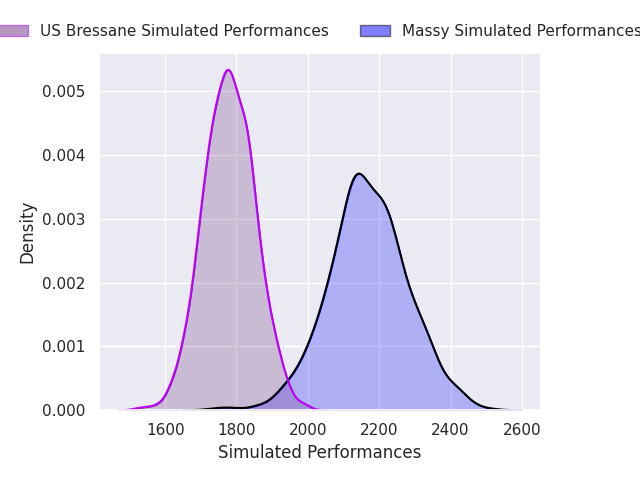 US Bressane Simulated Performances Massy Simulated Performances
0.005
0.004
0.003
0.002
0.001
0.000
Density
1600 1800 2000 2200 2400 2600
Simulated Performances